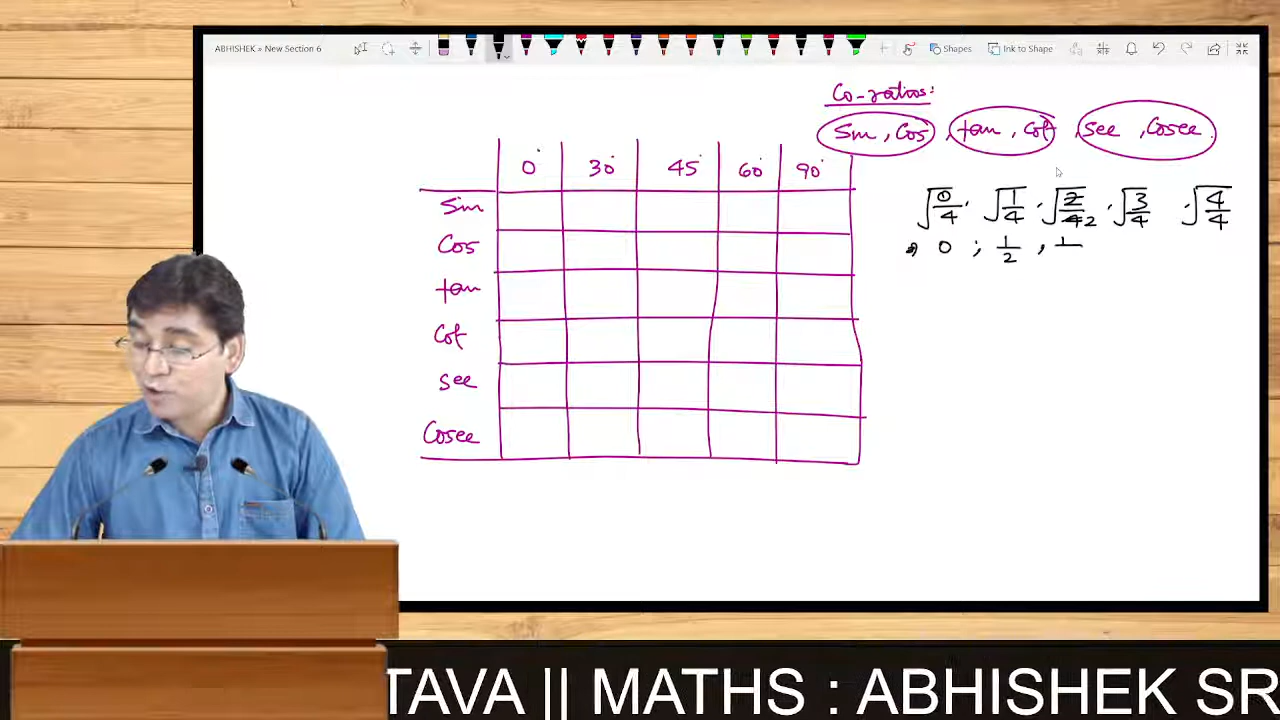 ABHISHEK » New Section 6
Shapes
Ink to Shape
Co-ratios:
Sin, Cos , tan, Cot , sec , Cosec
0° 30° 45° 60° 90°
√0/4 , √1/4 , √2/4 2 , √3/4 , √4/4
Sin
⇒ 0 ; 1/2 , 1
Cos
tan
Cot
sec
Cosec
TAVA || MATHS : ABHISHEK SR